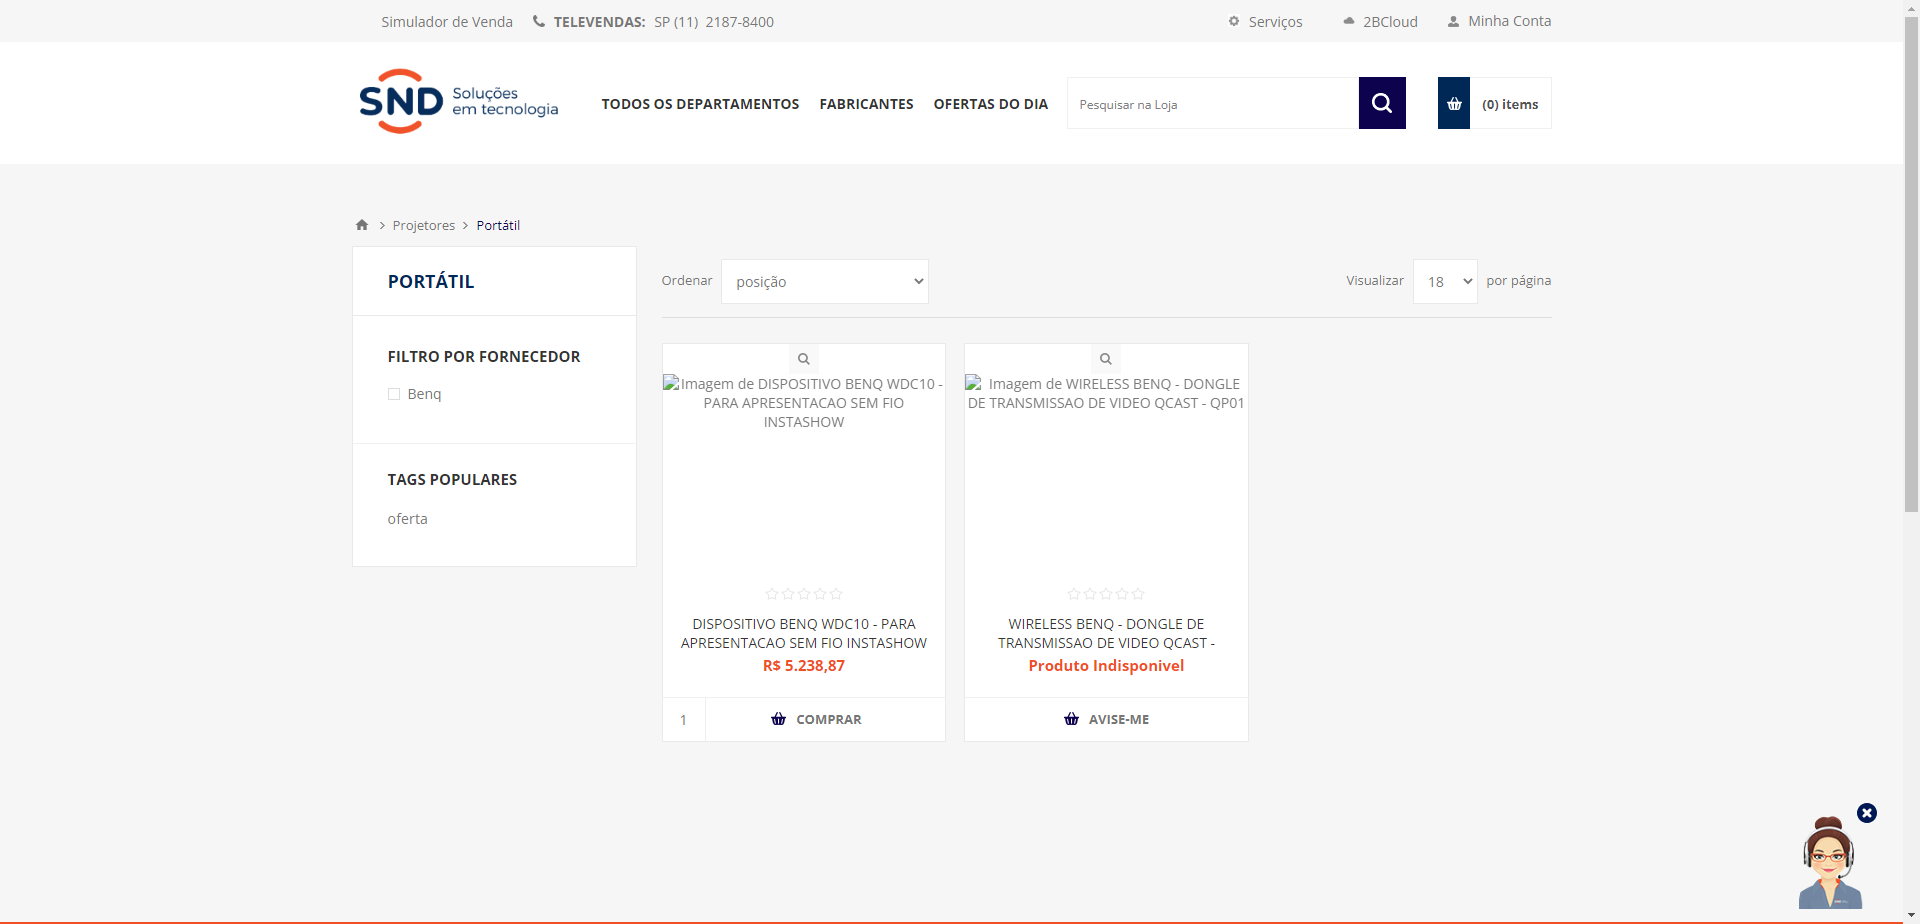 Simulador de Venda
TELEVENDAS: SP (11) 2187-8400
Serviços
2BCloud
Minha Conta
SND Soluções
em tecnologia
TODOS OS DEPARTAMENTOS
FABRICANTES
OFERTAS DO DIA
Pesquisar na Loja
(0) items
Projetores
Portátil
PORTÁTIL
FILTRO POR FORNECEDOR
Benq
TAGS POPULARES
oferta
Ordenar
posição
Visualizar
18
por página
Imagem de DISPOSITIVO BENQ WDC10 -
PARA APRESENTACAO SEM FIO
INSTASHOW
DISPOSITIVO BENQ WDC10 - PARA
APRESENTACAO SEM FIO INSTASHOW
R$ 5.238,87
1
COMPRAR
Imagem de WIRELESS BENQ - DONGLE
DE TRANSMISSAO DE VIDEO QCAST - QP01
WIRELESS BENQ - DONGLE DE
TRANSMISSAO DE VIDEO QCAST -
Produto Indisponivel
AVISE-ME